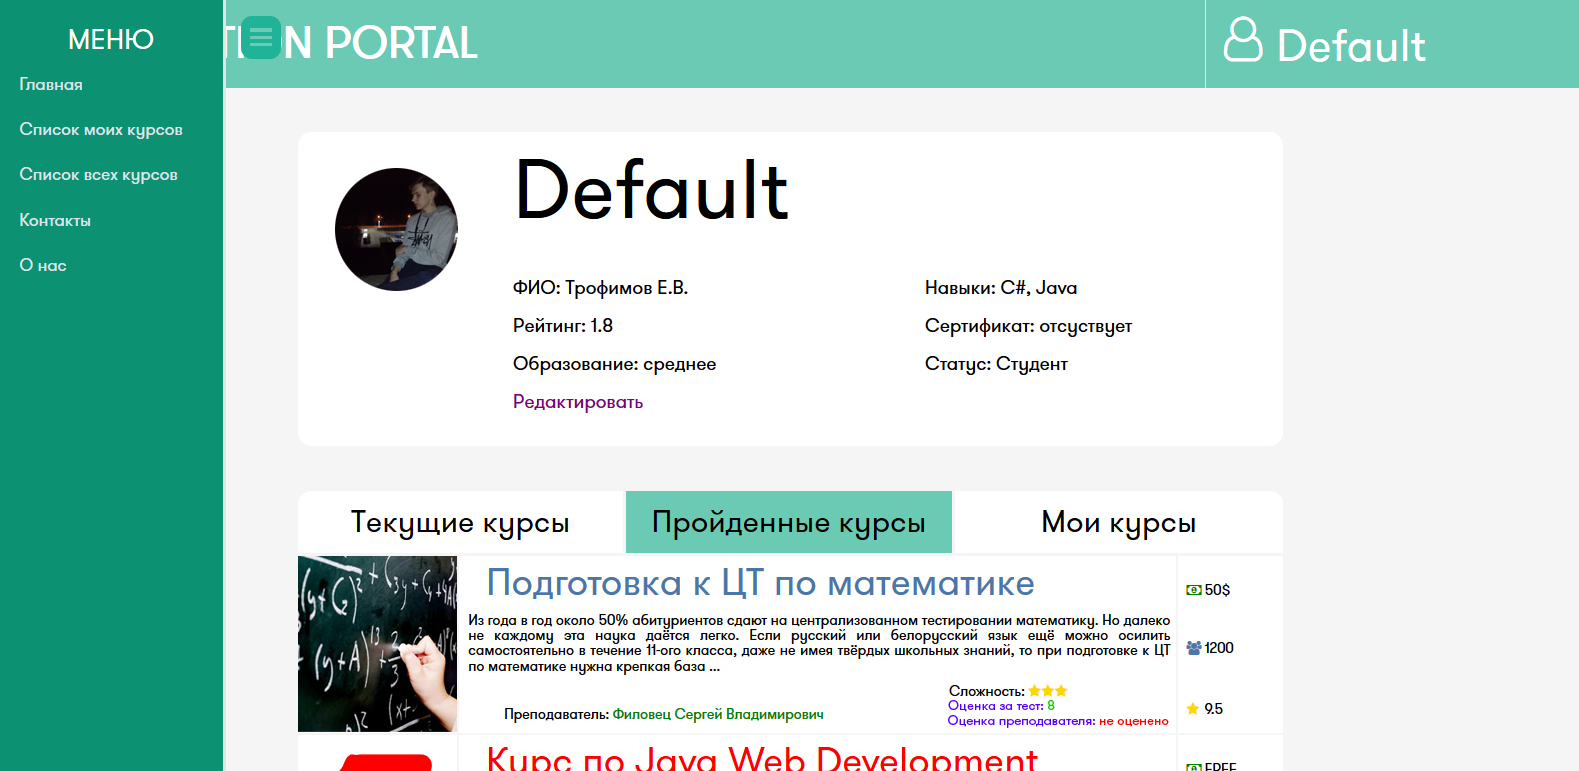 МЕНЮ
Главная
Список моих курсов
Список всех курсов
Контакты
О нас
PORTAL
Default
Default
ФИО: Трофимов Е.В.
Рейтинг: 1.8
Образование: среднее
Редактировать
Навыки: C#, Java
Сертификат: отсуствует
Статус: Студент
Текущие курсы
Пройденные курсы
Мои курсы
Подготовка к ЦТ по математике
Из года в год около 50% абитуриентов сдают на централизованном тестировании математику. Но далеко
не каждому эта наука даётся легко. Если русский или белорусский язык ещё можно осилить
самостоятельно в течение 11-ого класса, даже не имея твёрдых школьных знаний, то при подготовке к ЦТ
по математике нужна крепкая база ...
Преподаватель: Филовец Сергей Владимирович
Сложность:
Оценка за тест: 8
Оценка преподавателя: не оценено
50$
1200
9.5
Курс по Java Web Development
FREE